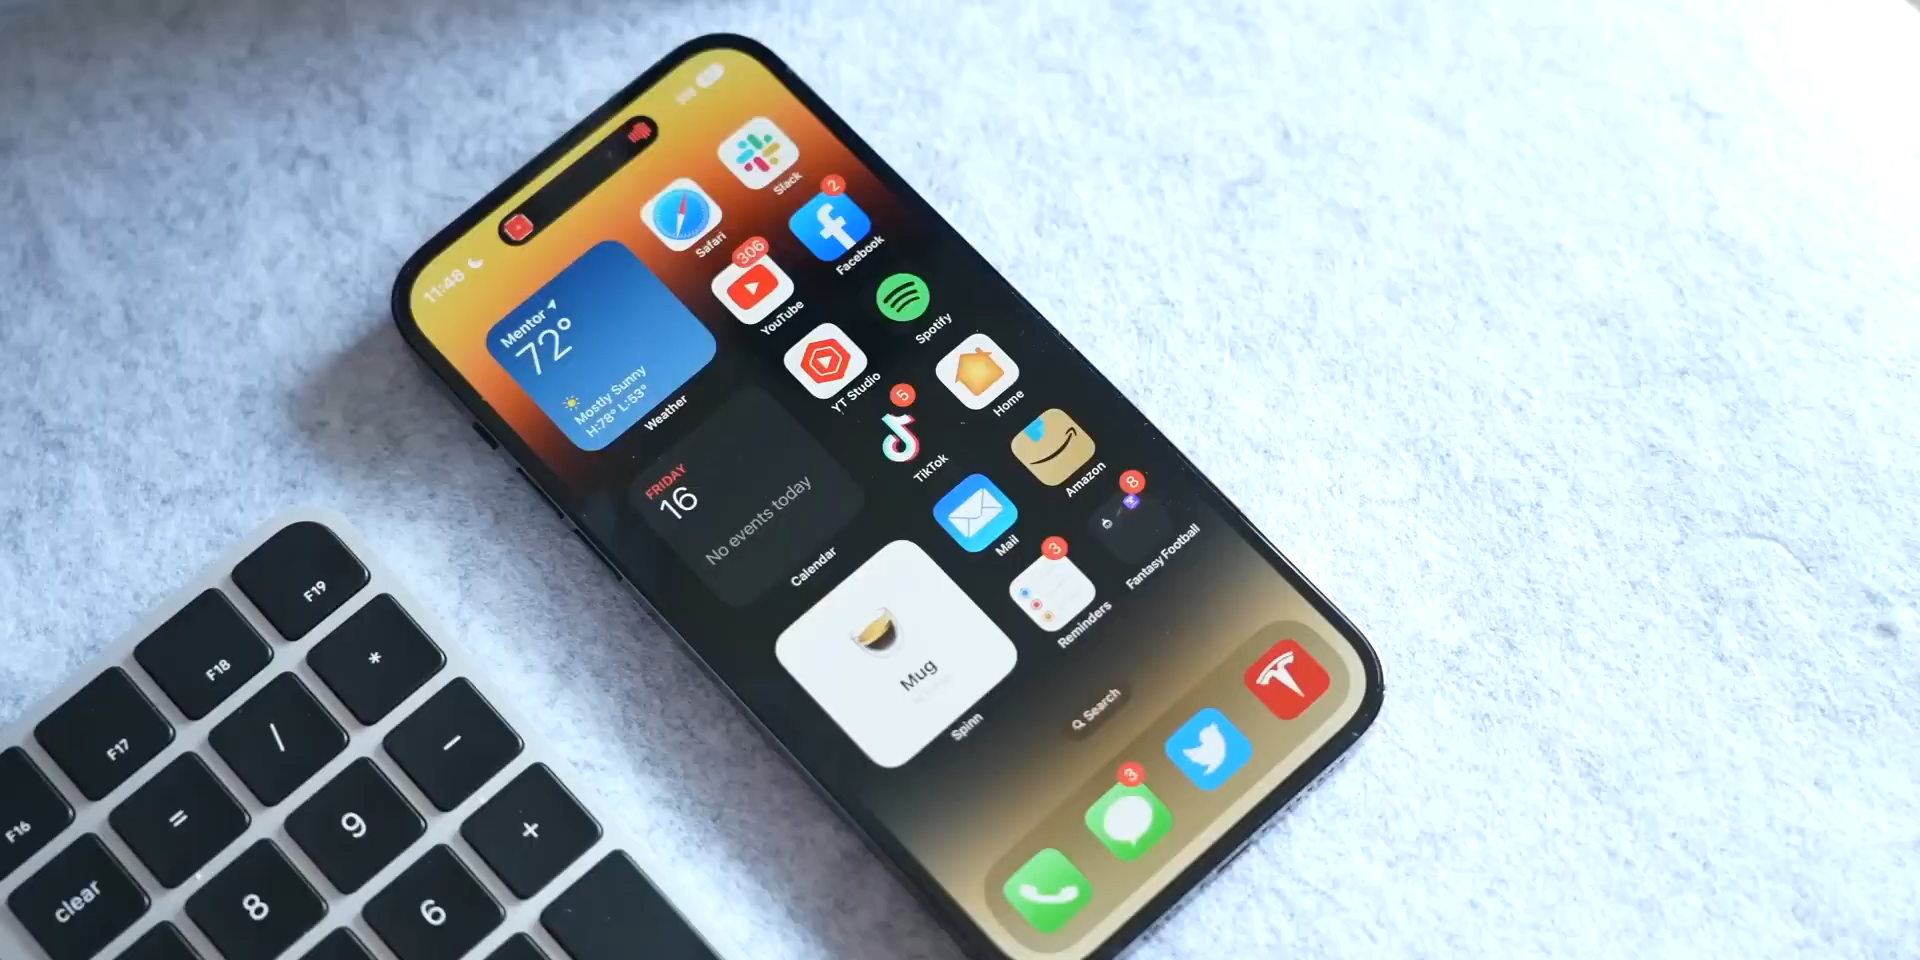 11:48
Mentor
72°
Mostly Sunny
H:78° L:53°
Weather
Safari
Slack
306
YouTube
2
Facebook
FRIDAY
16
No events today
Calendar
YT Studio
Spotify
5
TikTok
Home
Mug
Spinn
Mail
Amazon
3
Reminders
8
Fantasy Football
Search
3
F19
F18
*
F17
/
−
F16
=
9
+
clear
8
6